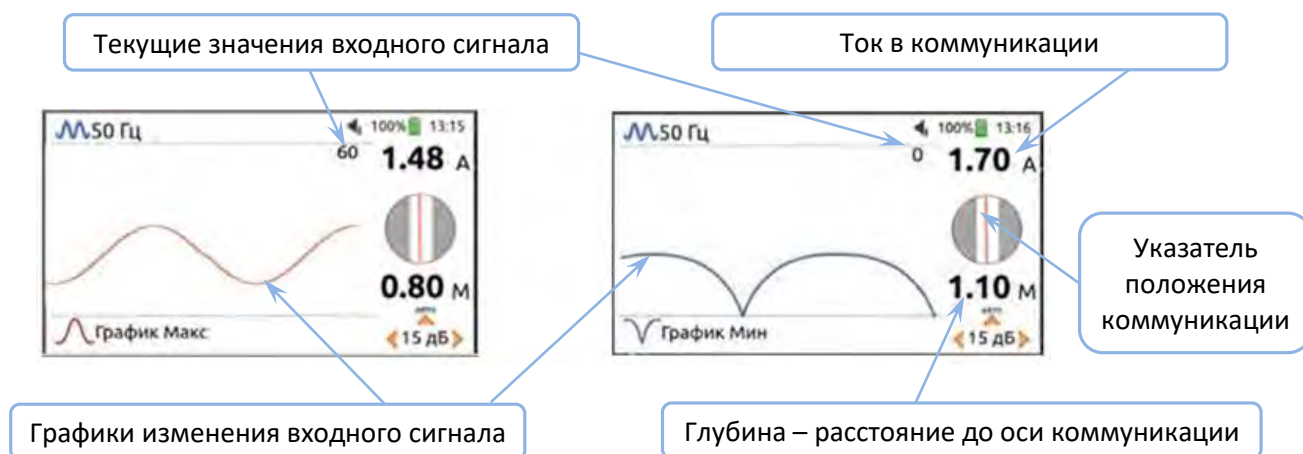 Текущие значения входного сигнала
Ток в коммуникации
50 Гц
100% 13:15
60 1.48 А
0.80 М
авто
График Макс
15 дБ
50 Гц
100% 13:16
0 1.70 А
1.10 М
авто
График Мин
15 дБ
Указатель
положения
коммуникации
Графики изменения входного сигнала
Глубина – расстояние до оси коммуникации